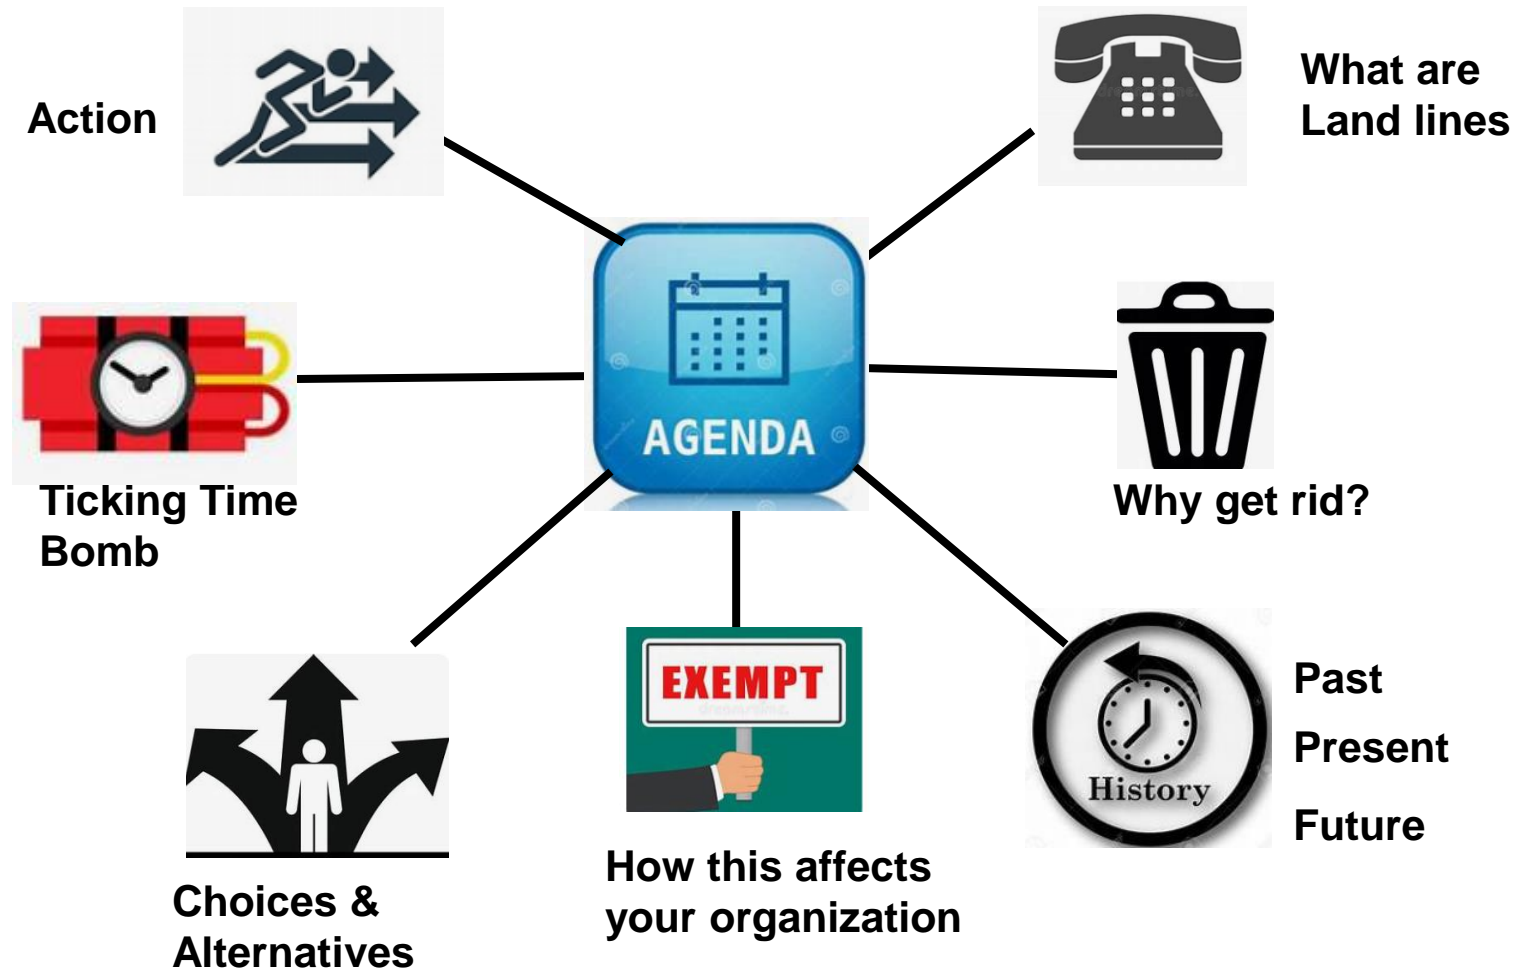 Action
What are
Land lines
AGENDA
Ticking Time
Bomb
Why get rid?
EXEMPT
History
Past
Present
Future
Choices &
Alternatives
How this affects
your organization